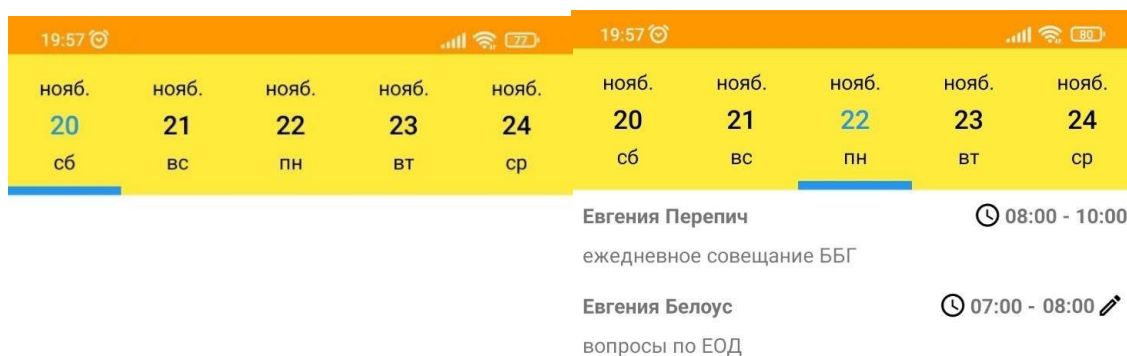 19:57 77
нояб. нояб. нояб. нояб. нояб.
20 21 22 23 24
сб вс пн вт ср
19:57 80
нояб. нояб. нояб. нояб. нояб.
20 21 22 23 24
сб вс пн вт ср
Евгения Перепич 08:00 - 10:00
ежедневное совещание ББГ
Евгения Белоус 07:00 - 08:00
вопросы по ЕОД